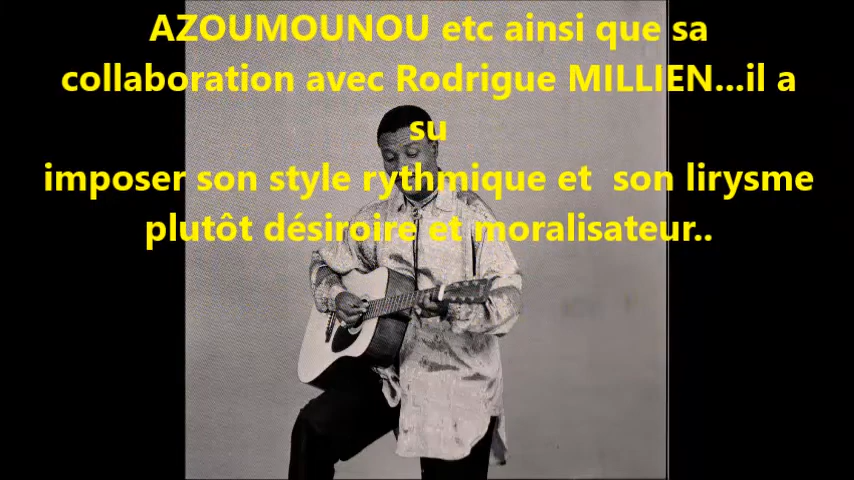 AZOUMOUNOU etc ainsi que sa
collaboration avec Rodrigue MILLIEN...il a
su
imposer son style rythmique et  son lirysme
plutôt désiroire et moralisateur..